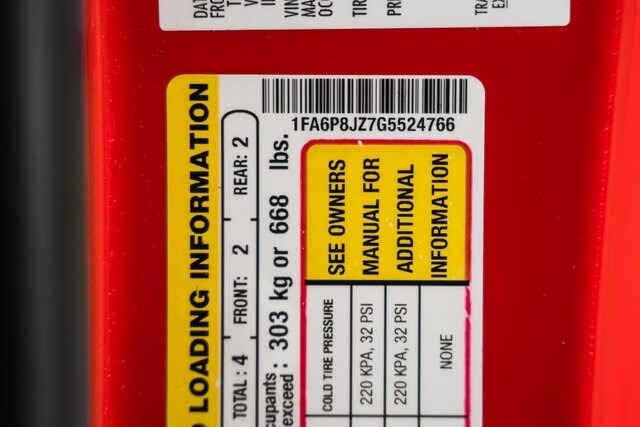 1FA6P8JZ7G5524766
LOADING INFORMATION
TOTAL : 4 FRONT: 2 REAR: 2
303 kg or 668 lbs.
SEE OWNERS
MANUAL FOR
ADDITIONAL
INFORMATION
COLD TIRE PRESSURE
220 KPA, 32 PSI
220 KPA, 32 PSI
NONE